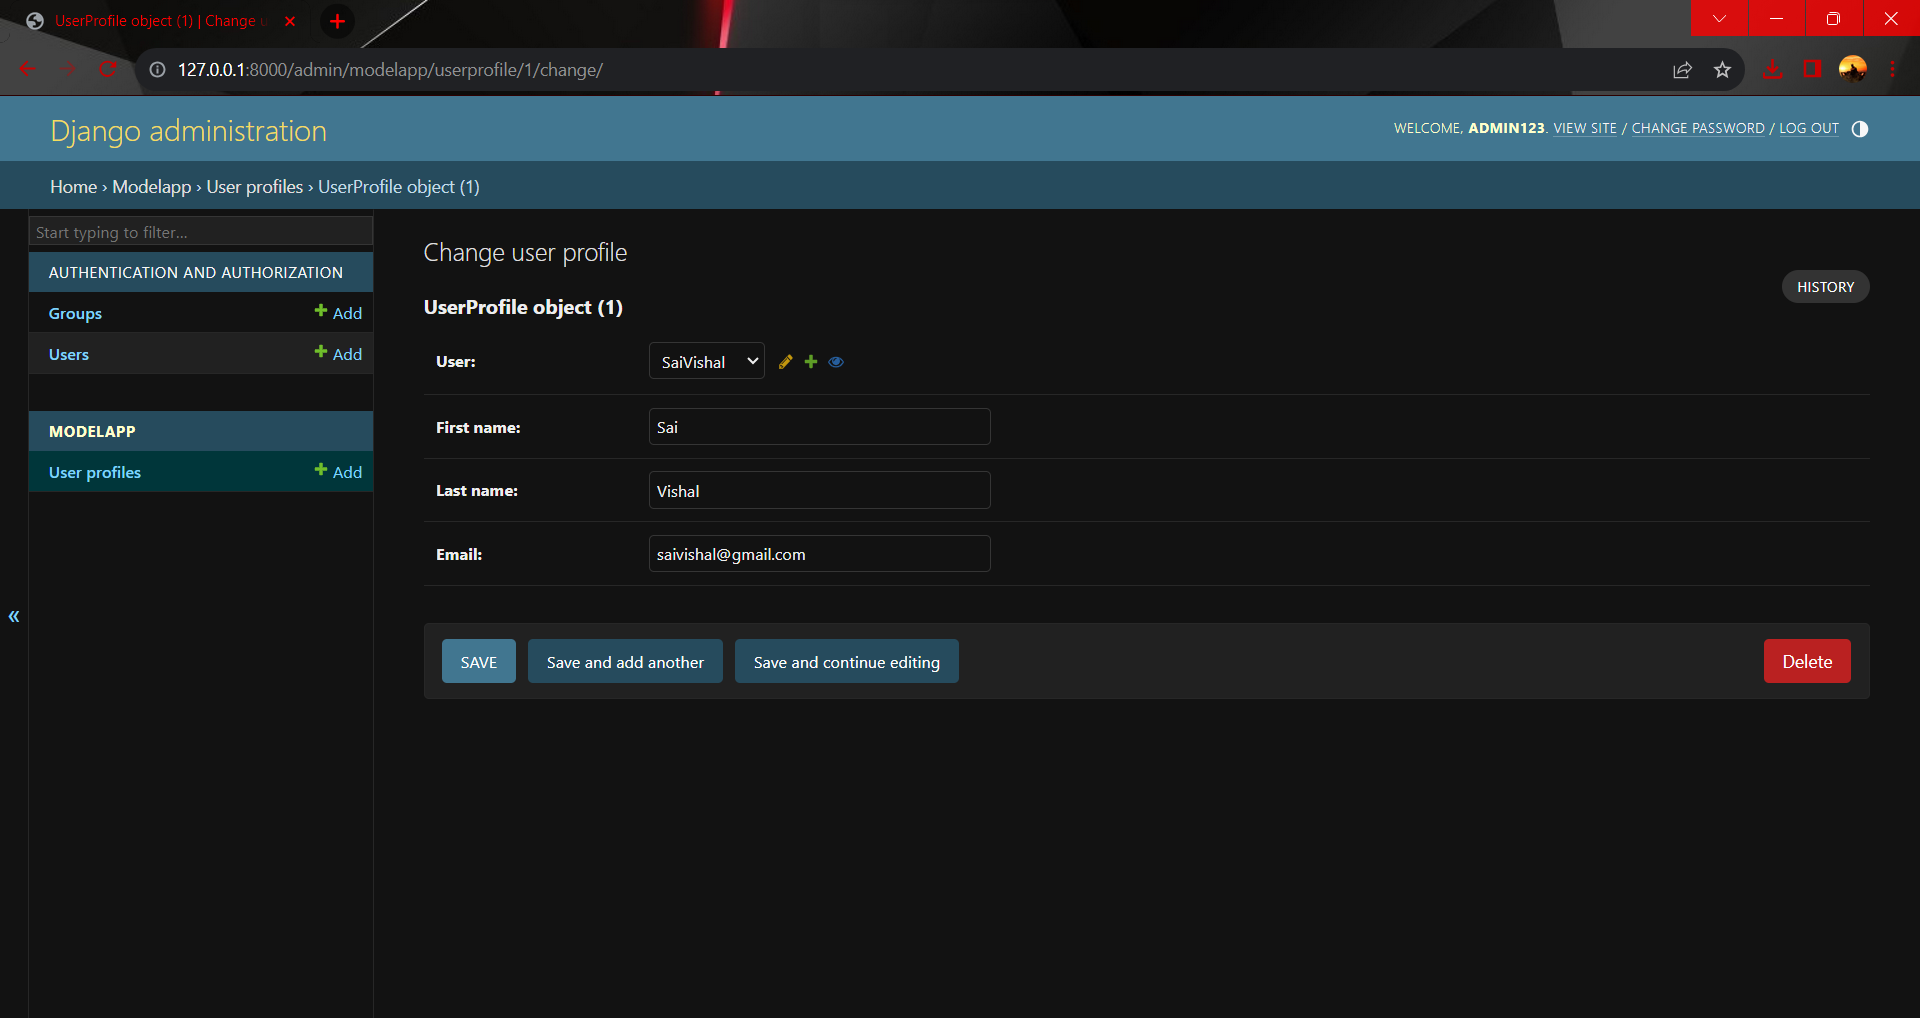 UserProfile object (1) | Change u
127.0.0.1:8000/admin/modelapp/userprofile/1/change/
Django administration
WELCOME, ADMIN123. VIEW SITE / CHANGE PASSWORD / LOG OUT
Home › Modelapp › User profiles › UserProfile object (1)
Start typing to filter...
AUTHENTICATION AND AUTHORIZATION
Groups Add
Users Add
MODELAPP
User profiles Add
«
Change user profile
HISTORY
UserProfile object (1)
User: SaiVishal
First name: Sai
Last name: Vishal
Email: saivishal@gmail.com
SAVE Save and add another Save and continue editing Delete